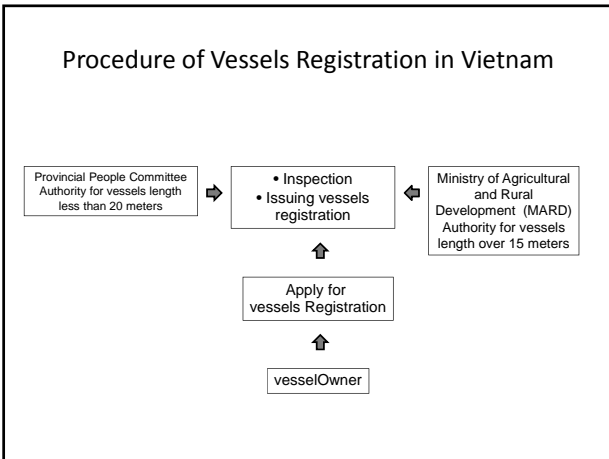 Procedure of Vessels Registration in Vietnam
Provincial People Committee
Authority for vessels length
less than 20 meters
• Inspection
• Issuing vessels
registration
Ministry of Agricultural
and Rural
Development (MARD)
Authority for vessels
length over 15 meters
Apply for
vessels Registration
vesselOwner